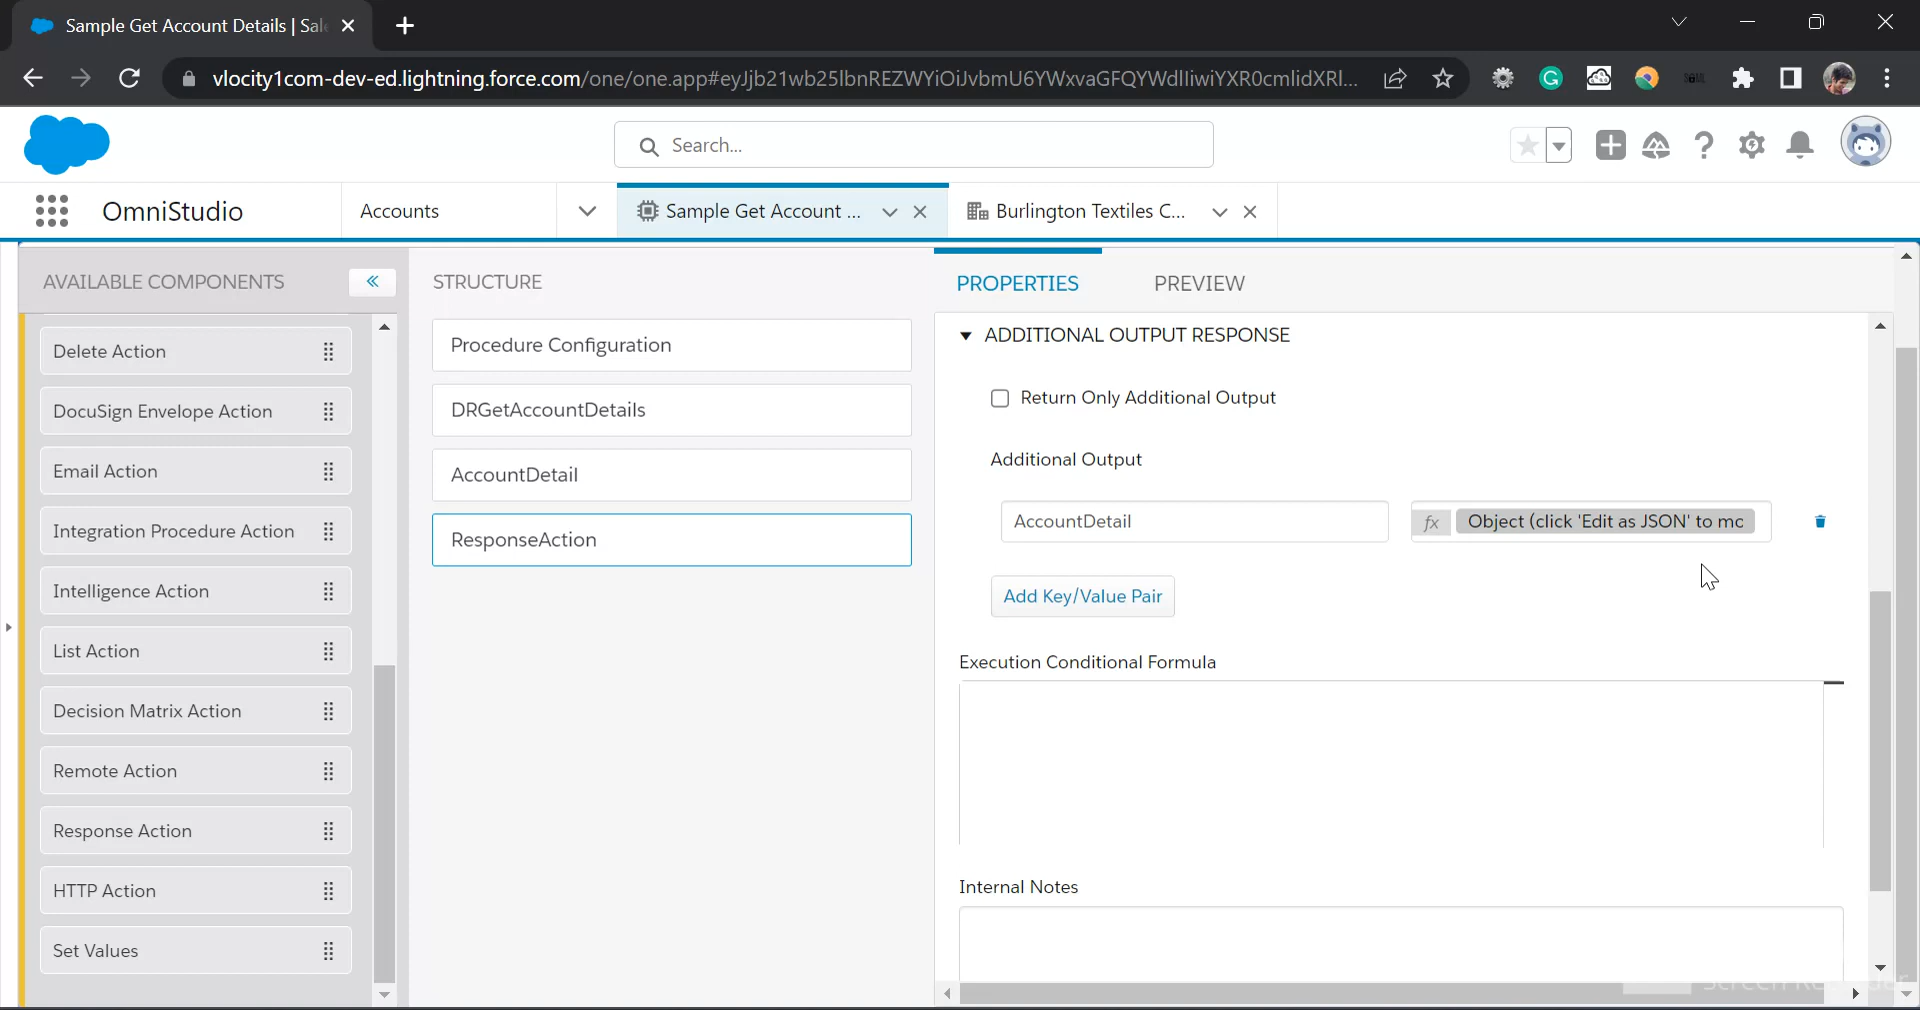 Sample Get Account Details | Sal
vlocity1com-dev-ed.lightning.force.com/one/one.app#eyJjb21wb25lbnREZWYiOiJvbmU6YWxvaGFQYWdlIiwiYXR0cmlidXRl...
Search...
OmniStudio
Accounts
Sample Get Account ...
Burlington Textiles C...
AVAILABLE COMPONENTS
STRUCTURE
PROPERTIES
PREVIEW
Delete Action
DocuSign Envelope Action
Email Action
Integration Procedure Action
Intelligence Action
List Action
Decision Matrix Action
Remote Action
Response Action
HTTP Action
Set Values
Procedure Configuration
DRGetAccountDetails
AccountDetail
ResponseAction
ADDITIONAL OUTPUT RESPONSE
Return Only Additional Output
Additional Output
AccountDetail
fx Object (click 'Edit as JSON' to mc
Add Key/Value Pair
Execution Conditional Formula
Internal Notes